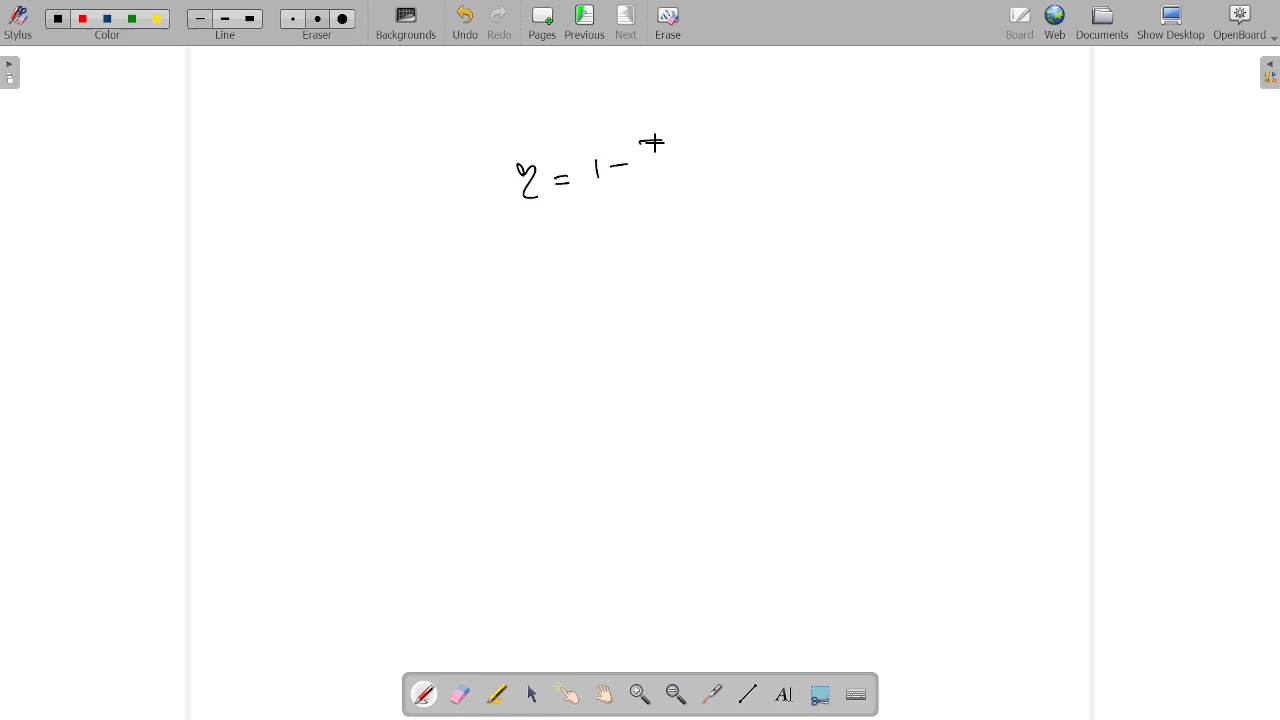 Stylus Color Line Eraser Backgrounds Undo Redo Pages Previous Next Erase Board Web Documents Show Desktop OpenBoard
η = 1 −